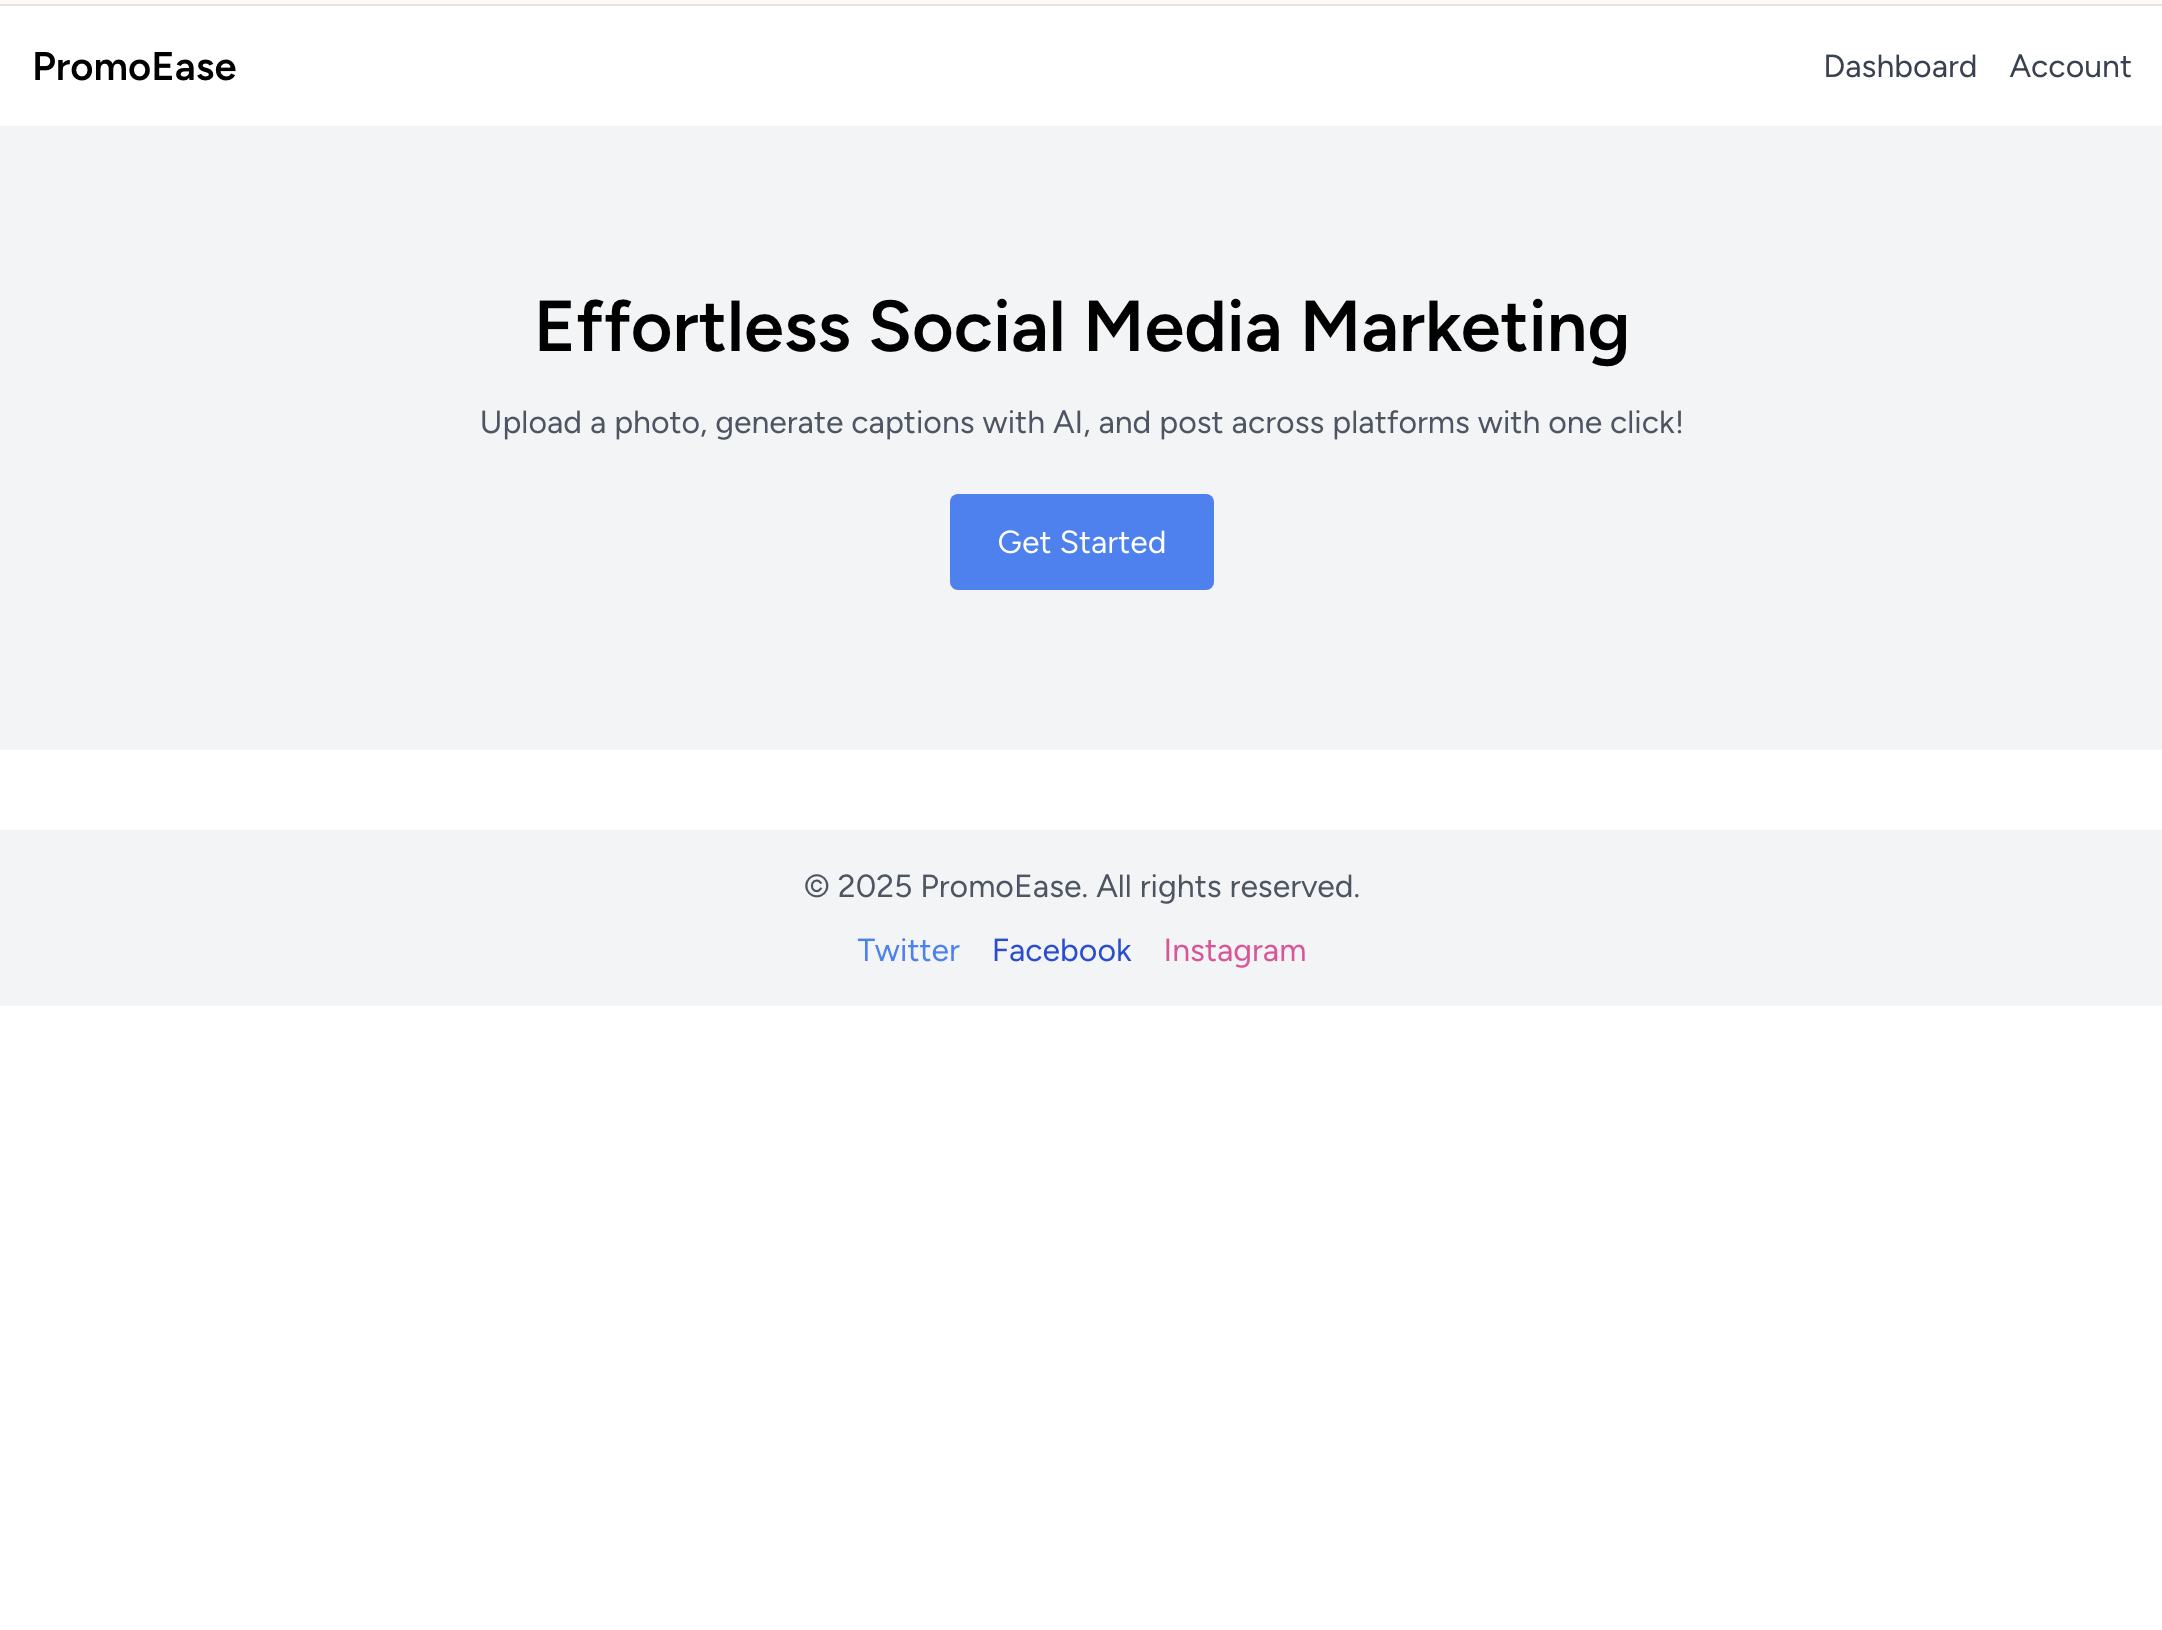 PromoEase
Dashboard Account
Effortless Social Media Marketing
Upload a photo, generate captions with AI, and post across platforms with one click!
Get Started
© 2025 PromoEase. All rights reserved.
Twitter Facebook Instagram